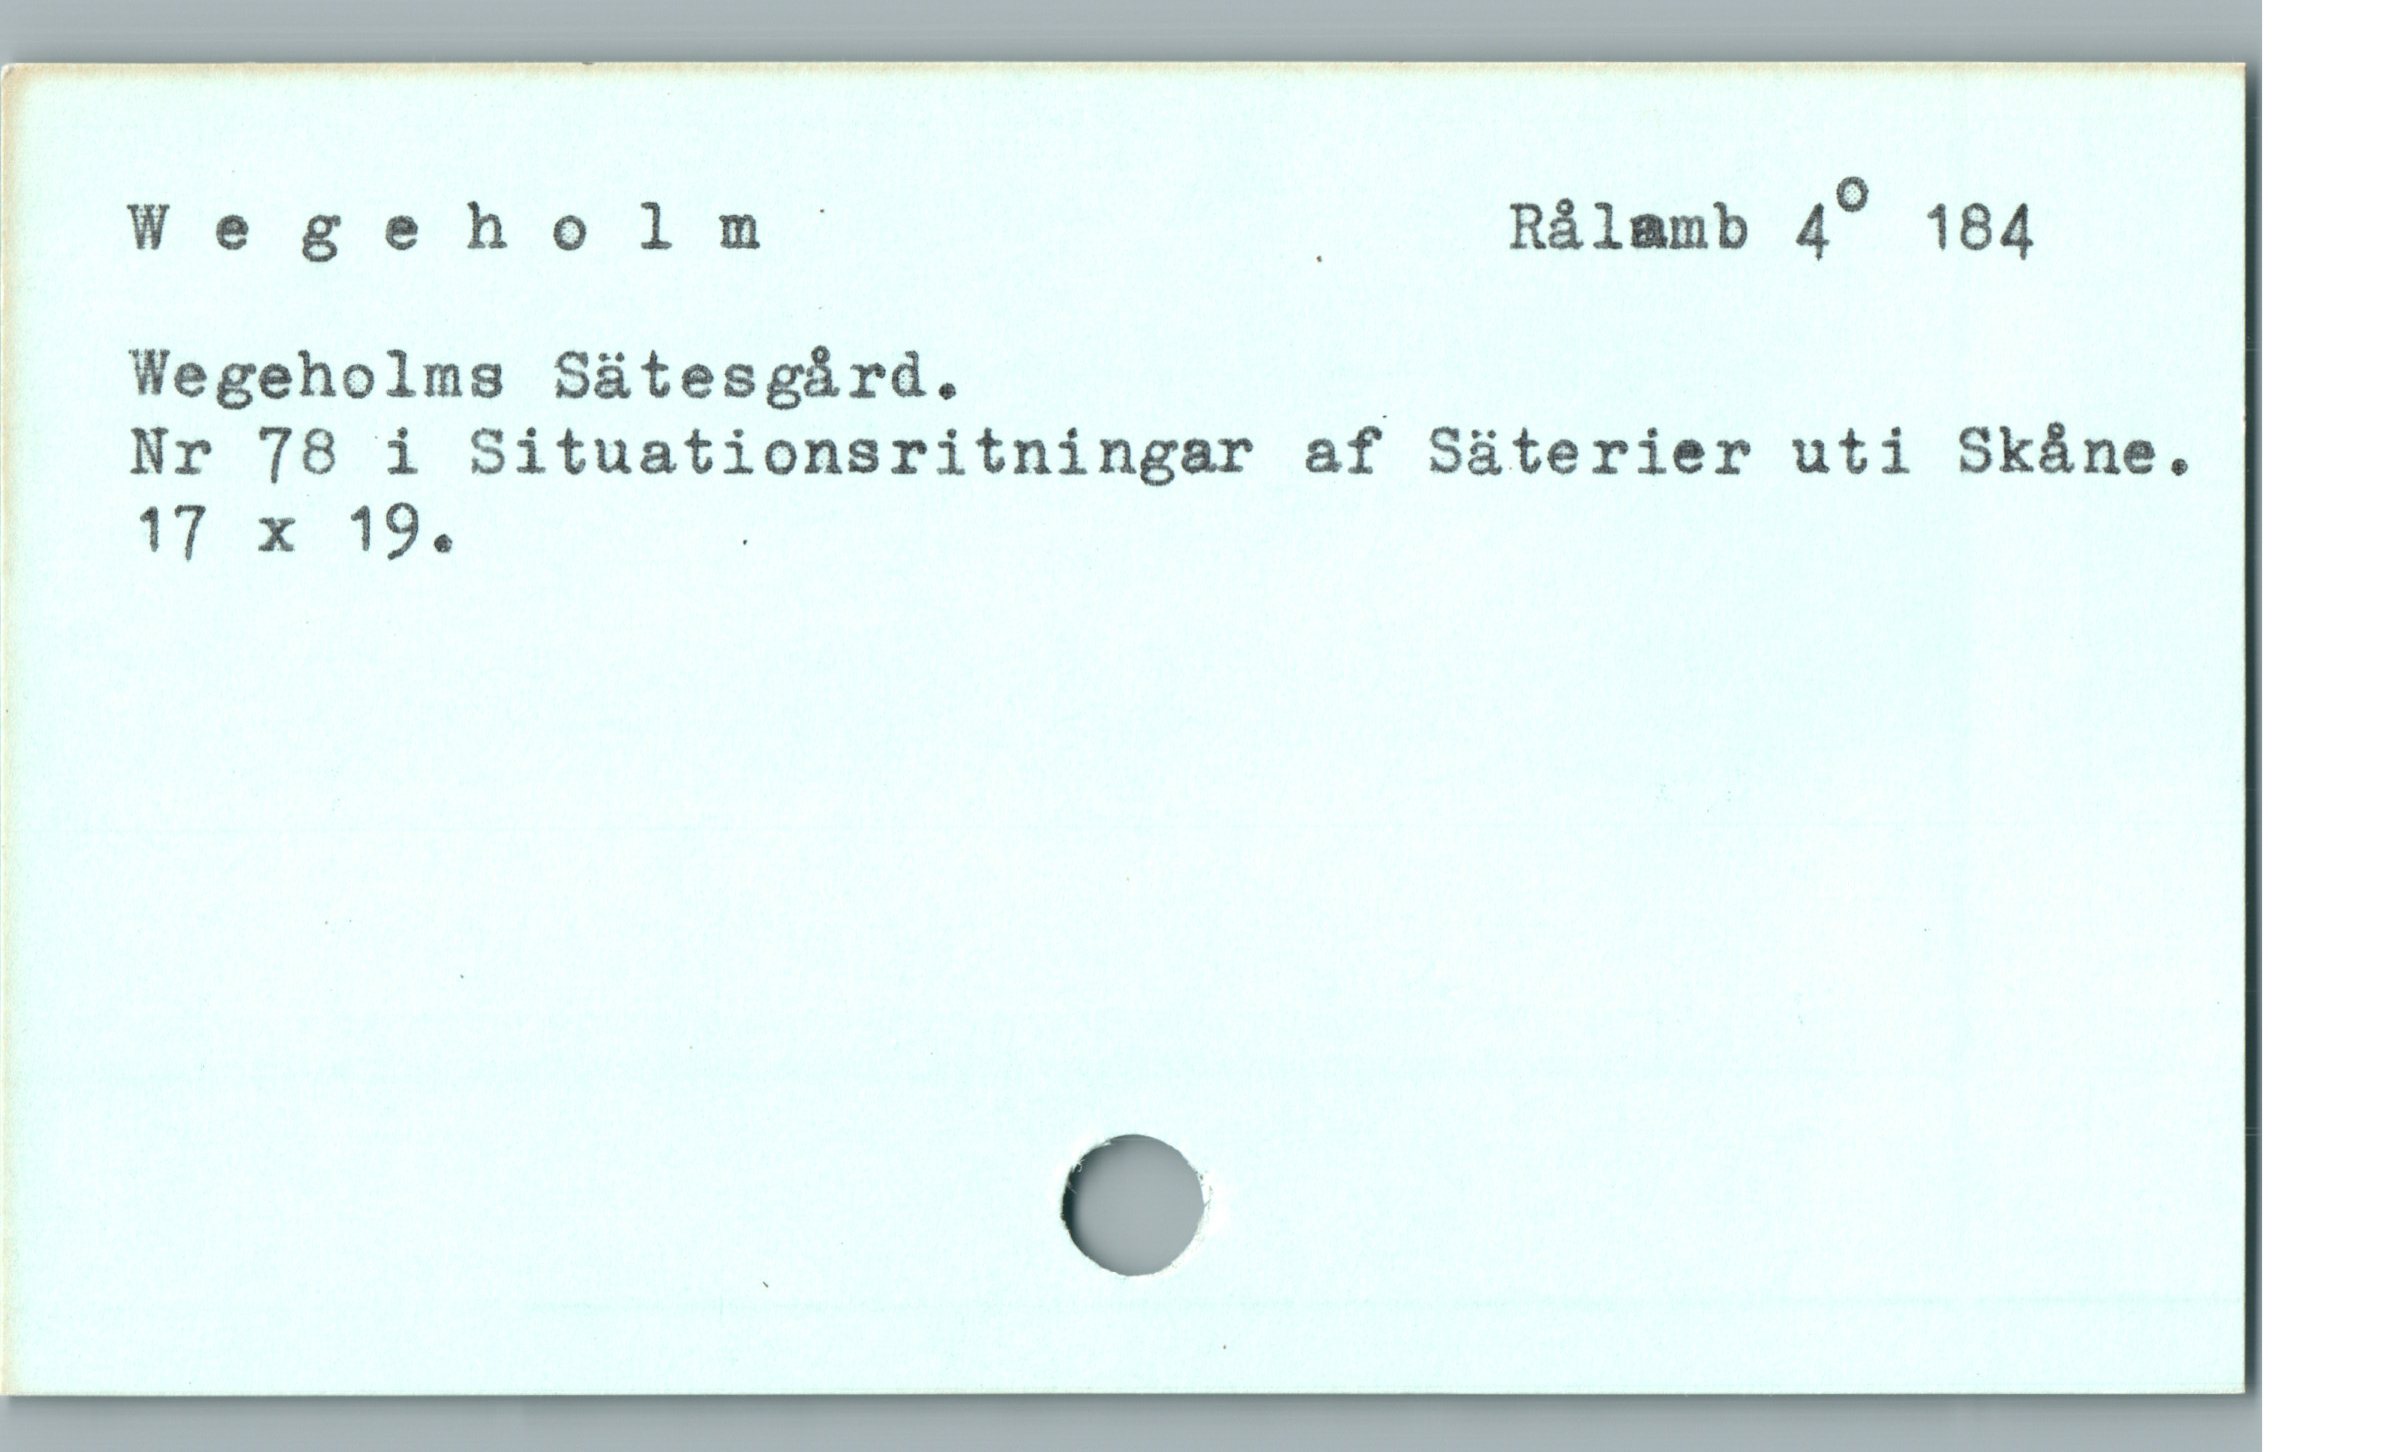 W e g e h o l m Rålamb 4° 184
Wegeholms Sätesgård.
Nr 78 i Situationsritningar af Säterier uti Skåne.
17 x 19.